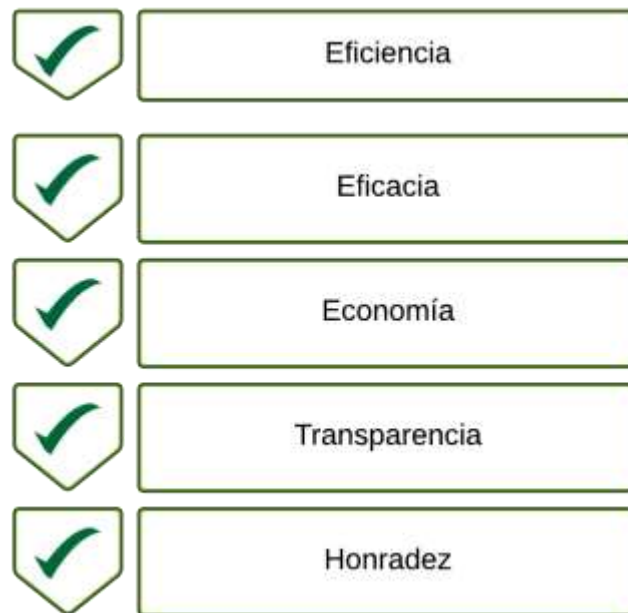 Eficiencia
Eficacia
Economía
Transparencia
Honradez